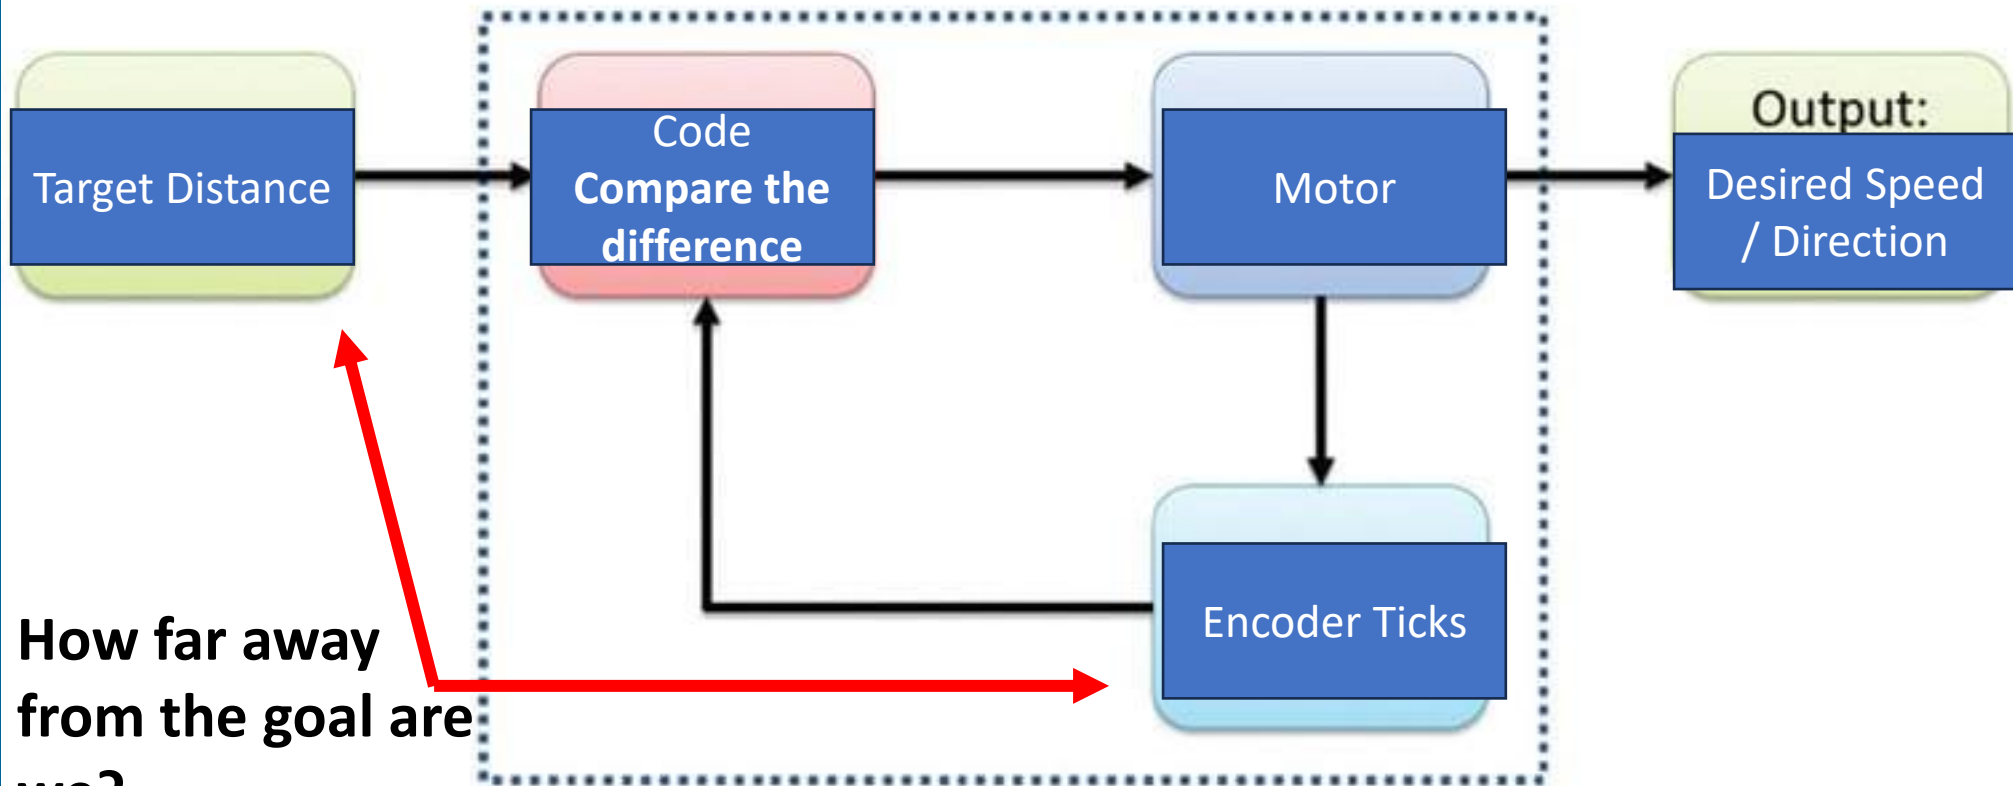 Target Distance
Code
Compare the
difference
Motor
Output:
Desired Speed
/ Direction
Encoder Ticks
How far away
from the goal are
we?